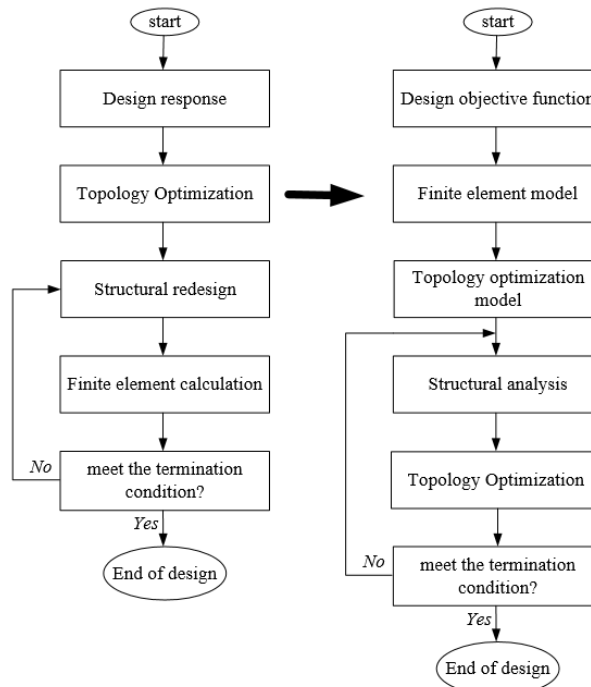 start
Design response
Topology Optimization
Structural redesign
Finite element calculation
No
meet the termination
condition?
Yes
End of design
start
Design objective function
Finite element model
Topology optimization
model
Structural analysis
Topology Optimization
No
meet the termination
condition?
Yes
End of design